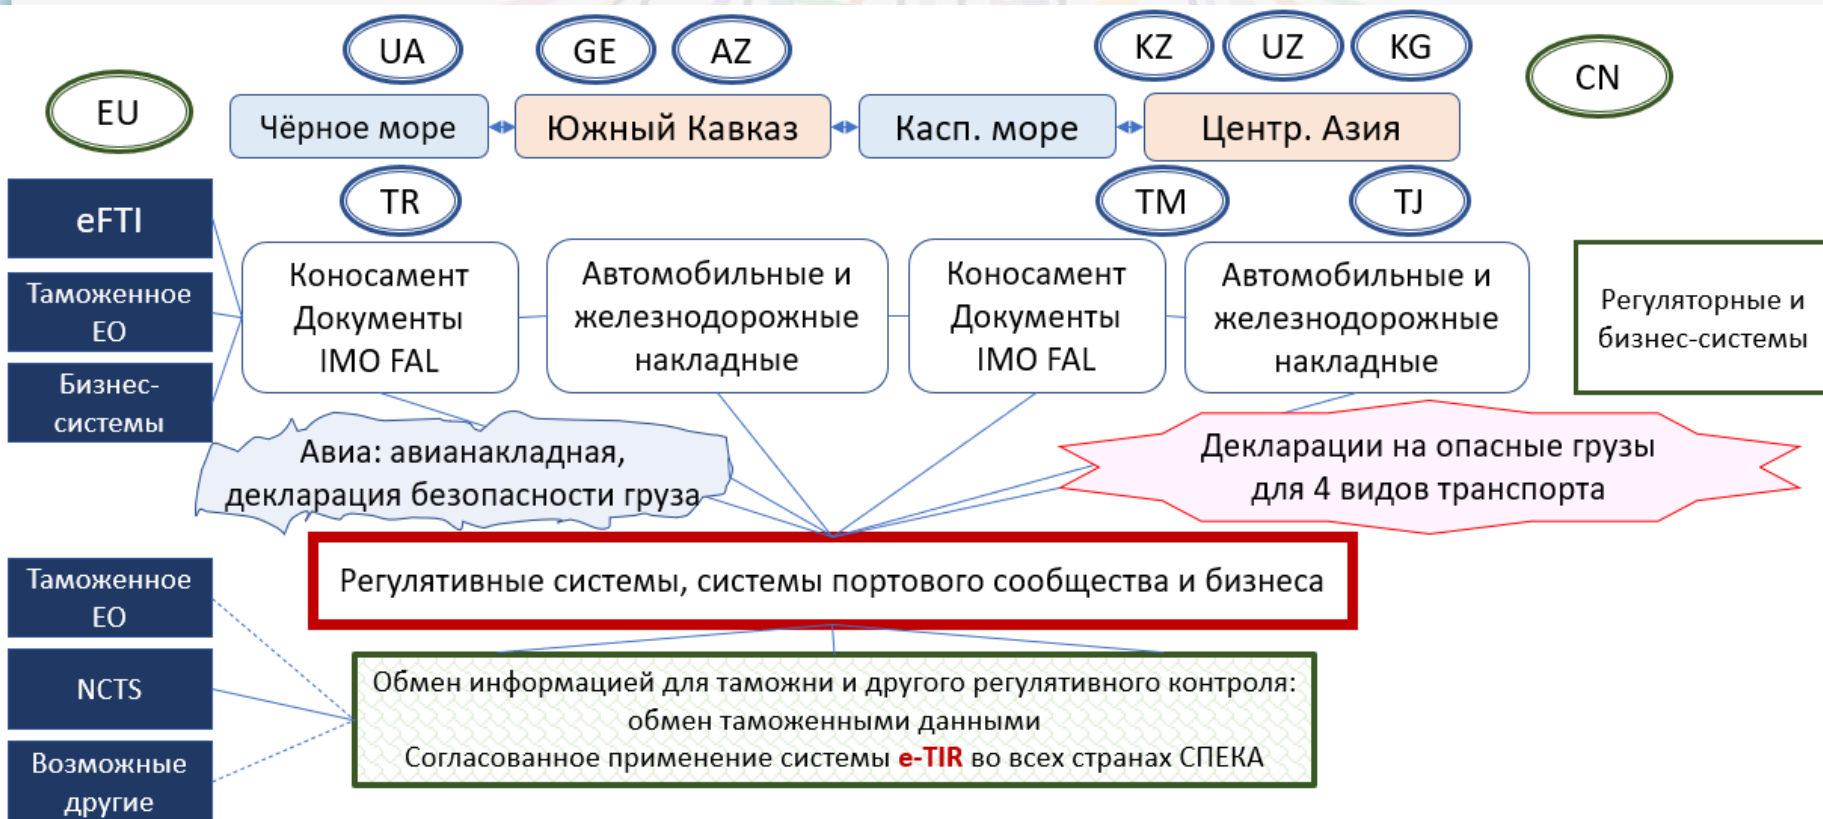 UA
GE
AZ
KZ
UZ
KG
CN
EU
Чёрное море
Южный Кавказ
Касп. море
Центр. Азия
TR
TM
TJ
eFTI
Таможенное
ЕО
Бизнес-
системы
Коносамент
Документы
IMO FAL
Автомобильные и
железнодорожные
накладные
Коносамент
Документы
IMO FAL
Автомобильные и
железнодорожные
накладные
Регуляторные и
бизнес-системы
Авиа: авианакладная,
декларация безопасности груза
Декларации на опасные грузы
для 4 видов транспорта
Регулятивные системы, системы портового сообщества и бизнеса
Таможенное
ЕО
NCTS
Возможные
другие
Обмен информацией для таможни и другого регулятивного контроля:
обмен таможенными данными
Согласованное применение системы e-TIR во всех странах СПЕКА